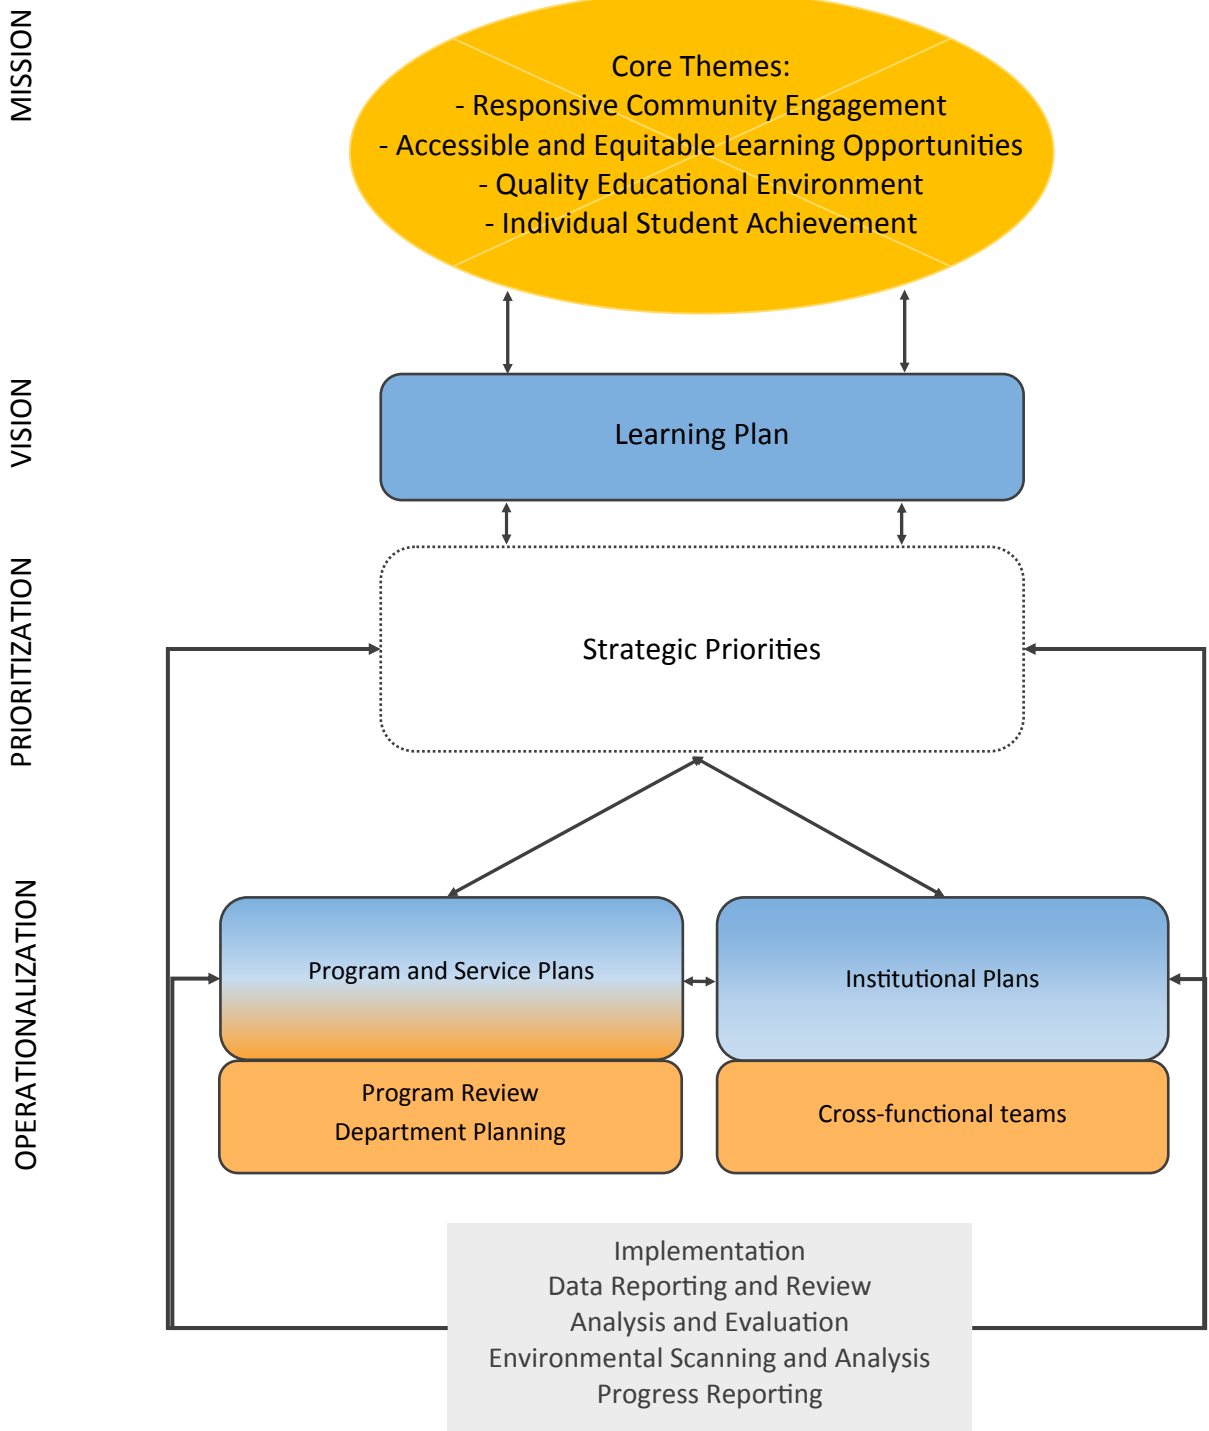 MISSION
Core Themes:
- Responsive Community Engagement
- Accessible and Equitable Learning Opportunities
- Quality Educational Environment
- Individual Student Achievement
VISION
Learning Plan
PRIORITIZATION
Strategic Priorities
OPERATIONALIZATION
Program and Service Plans
Institutional Plans
Program Review
Department Planning
Cross-functional teams
Implementation
Data Reporting and Review
Analysis and Evaluation
Environmental Scanning and Analysis
Progress Reporting